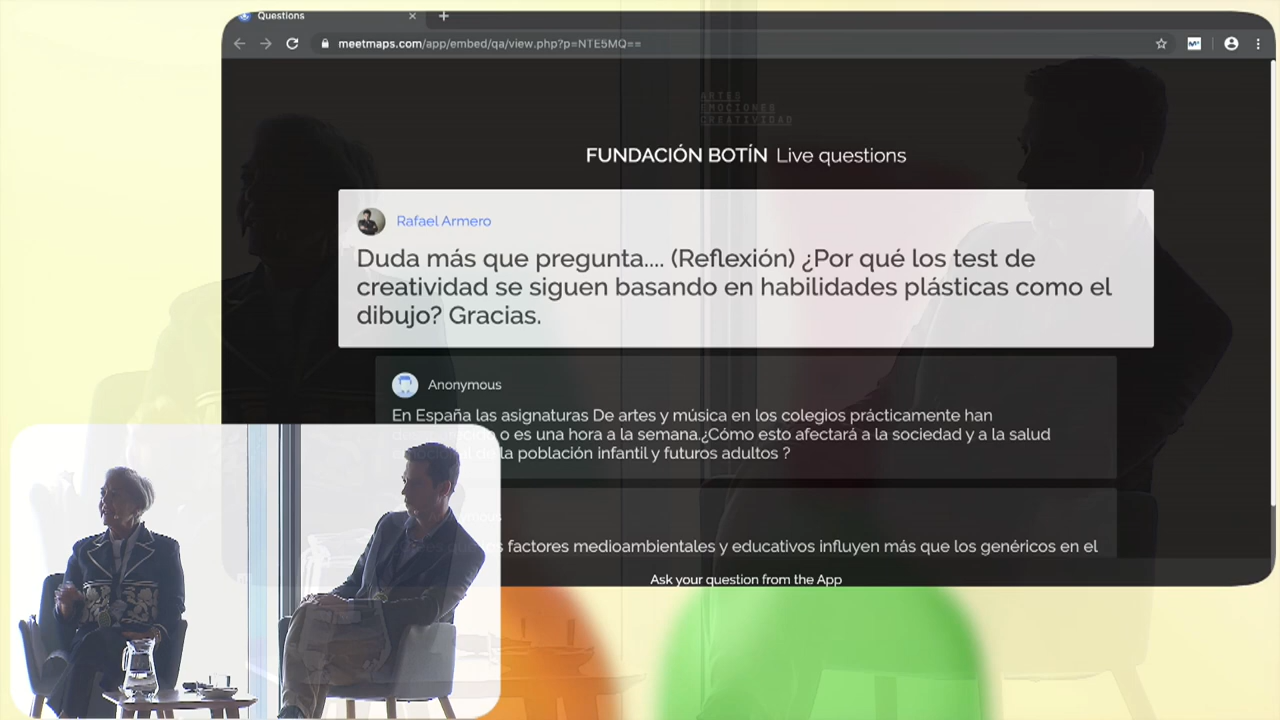 Questions
meetmaps.com/app/embed/qa/view.php?p=NTE5MQ==
ARTES
EMOCIONES
CREATIVIDAD
FUNDACIÓN BOTÍN Live questions
Rafael Armero
Duda más que pregunta.... (Reflexión) ¿Por qué los test de
creatividad se siguen basando en habilidades plásticas como el
dibujo? Gracias.
Anonymous
En España las asignaturas De artes y música en los colegios prácticamente han
o es una hora a la semana.¿Cómo esto afectará a la sociedad y a la salud
de la población infantil y futuros adultos ?
factores medioambientales y educativos influyen más que los genéricos en el
Ask your question from the App